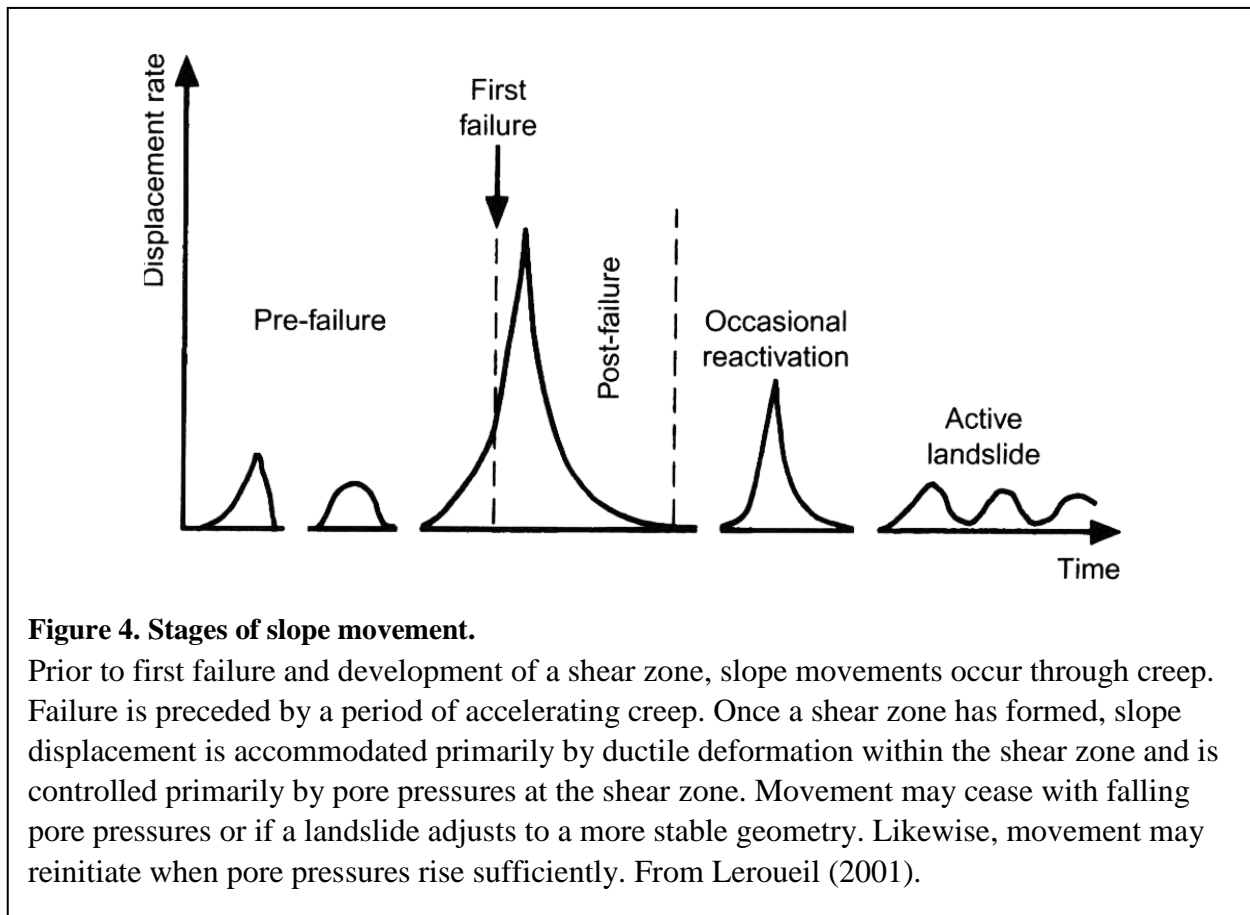 Displacement rate
First
failure
Pre-failure
Post-failure
Occasional
reactivation
Active
landslide
Time
Figure 4. Stages of slope movement.
Prior to first failure and development of a shear zone, slope movements occur through creep.
Failure is preceded by a period of accelerating creep. Once a shear zone has formed, slope
displacement is accommodated primarily by ductile deformation within the shear zone and is
controlled primarily by pore pressures at the shear zone. Movement may cease with falling
pore pressures or if a landslide adjusts to a more stable geometry. Likewise, movement may
reinitiate when pore pressures rise sufficiently. From Leroueil (2001).